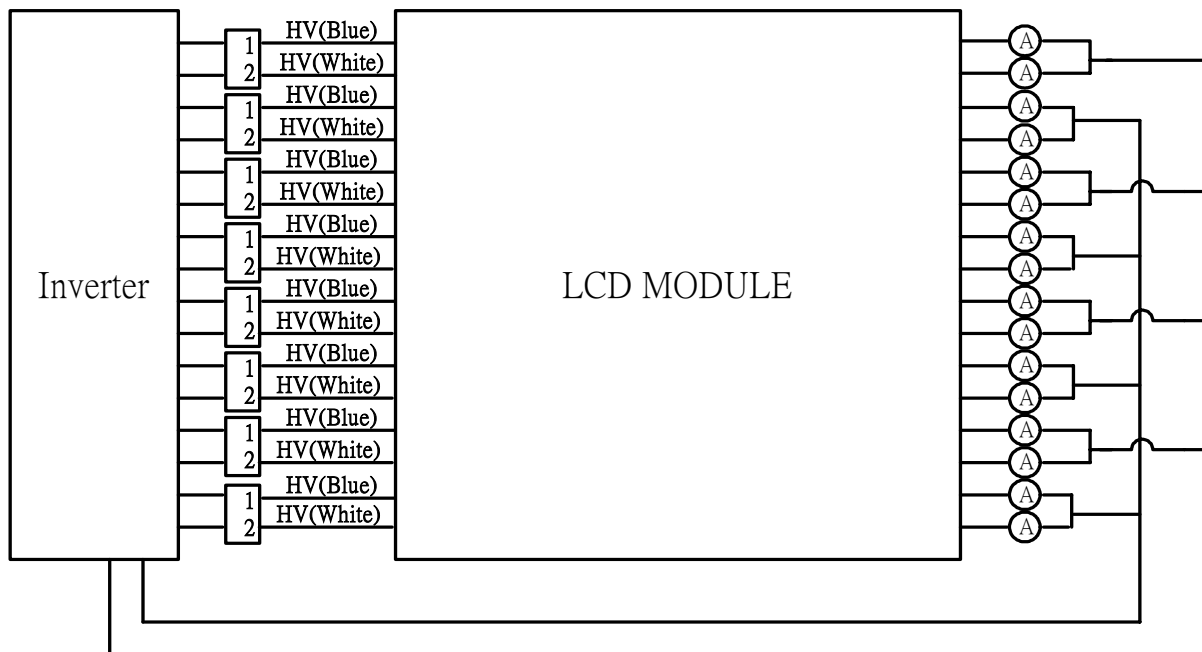 HV(Blue)
1
HV(White)
2
A
A
HV(Blue)
1
HV(White)
2
A
A
HV(Blue)
1
HV(White)
2
A
A
HV(Blue)
1
HV(White)
2
A
A
Inverter
LCD MODULE
HV(Blue)
1
HV(White)
2
A
A
HV(Blue)
1
HV(White)
2
A
A
HV(Blue)
1
HV(White)
2
A
A
HV(Blue)
1
HV(White)
2
A
A